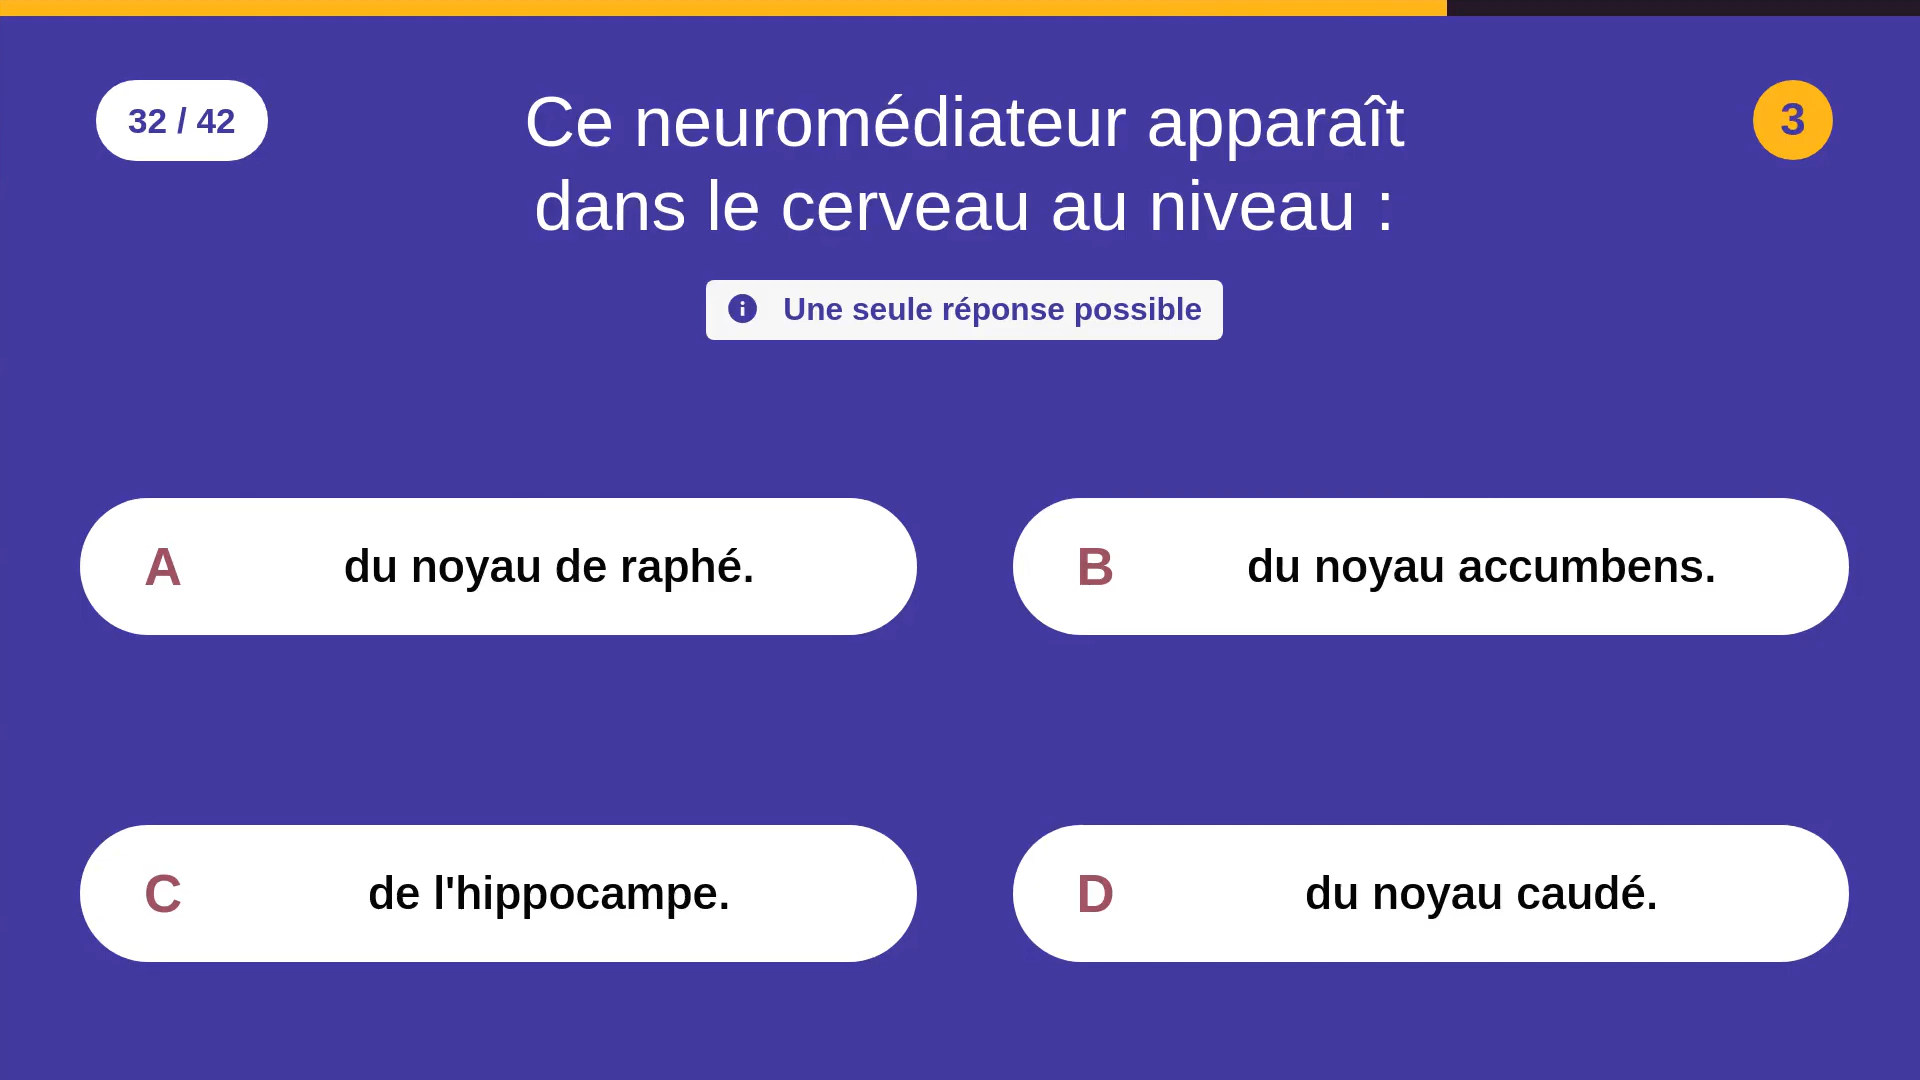 32 / 42
Ce neuromédiateur apparaît
dans le cerveau au niveau :
3
Une seule réponse possible
A du noyau de raphé.
B du noyau accumbens.
C de l'hippocampe.
D du noyau caudé.